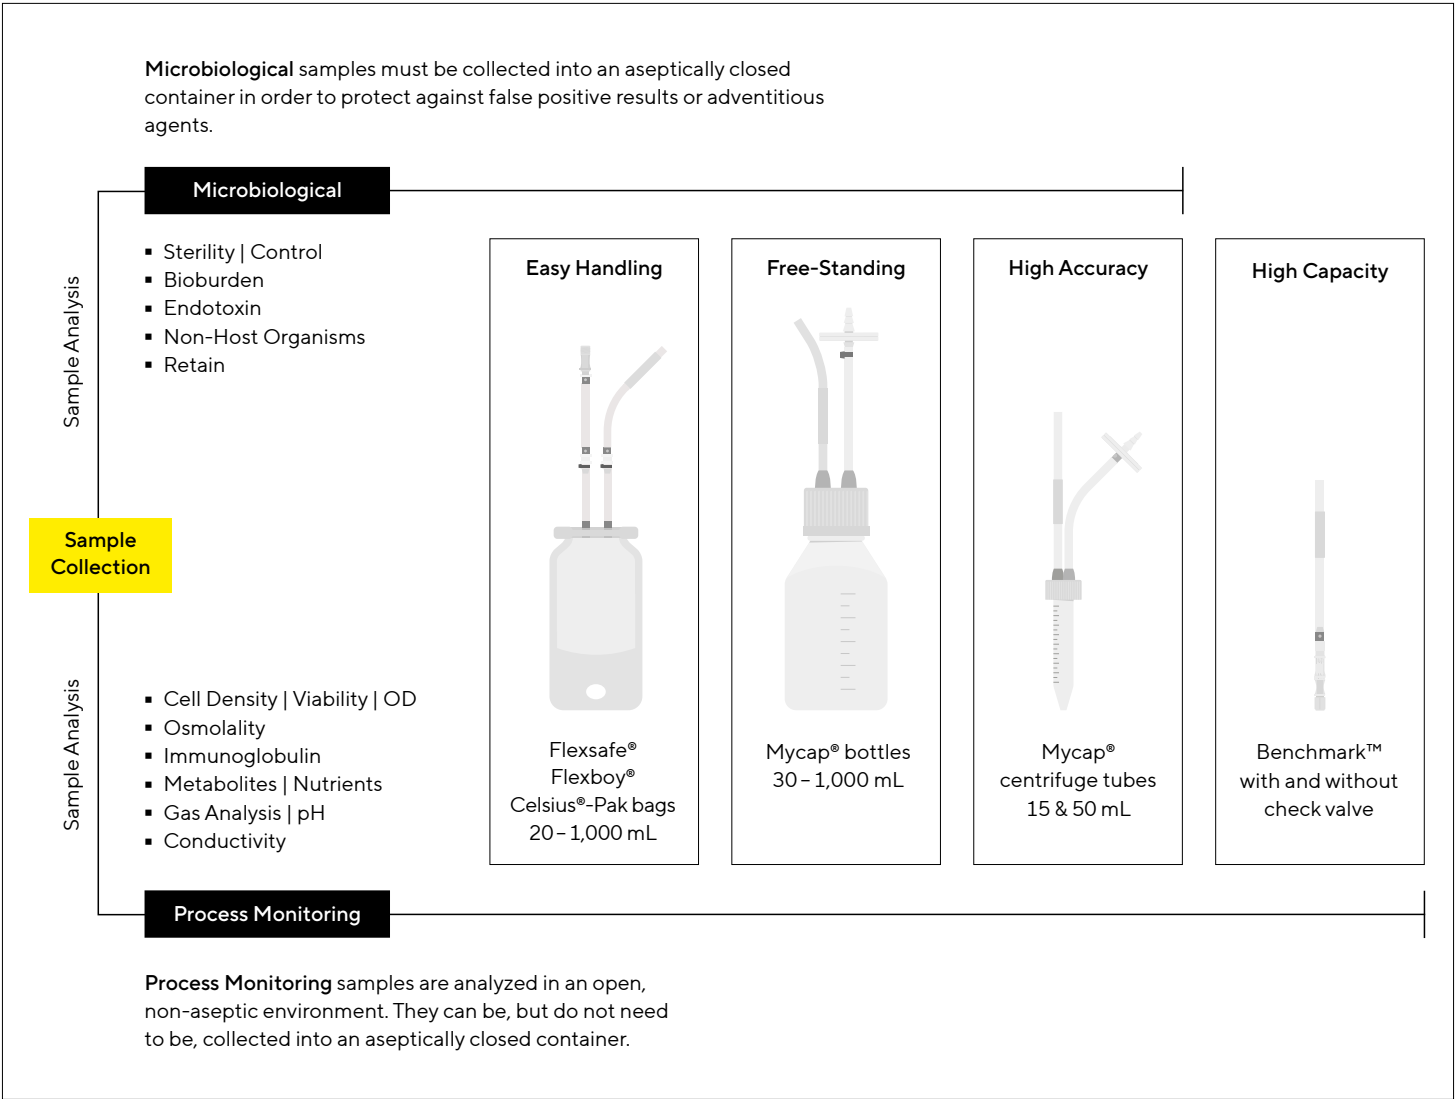 Microbiological samples must be collected into an aseptically closed
container in order to protect against false positive results or adventitious
agents.
Microbiological
Sample Analysis
▪ Sterility | Control
▪ Bioburden
▪ Endotoxin
▪ Non-Host Organisms
▪ Retain
Sample
Collection
Sample Analysis
▪ Cell Density | Viability | OD
▪ Osmolality
▪ Immunoglobulin
▪ Metabolites | Nutrients
▪ Gas Analysis | pH
▪ Conductivity
Easy Handling
Flexsafe®
Flexboy®
Celsius®-Pak bags
20 – 1,000 mL
Free-Standing
Mycap® bottles
30 – 1,000 mL
High Accuracy
Mycap®
centrifuge tubes
15 & 50 mL
High Capacity
Benchmark™
with and without
check valve
Process Monitoring
Process Monitoring samples are analyzed in an open,
non-aseptic environment. They can be, but do not need
to be, collected into an aseptically closed container.